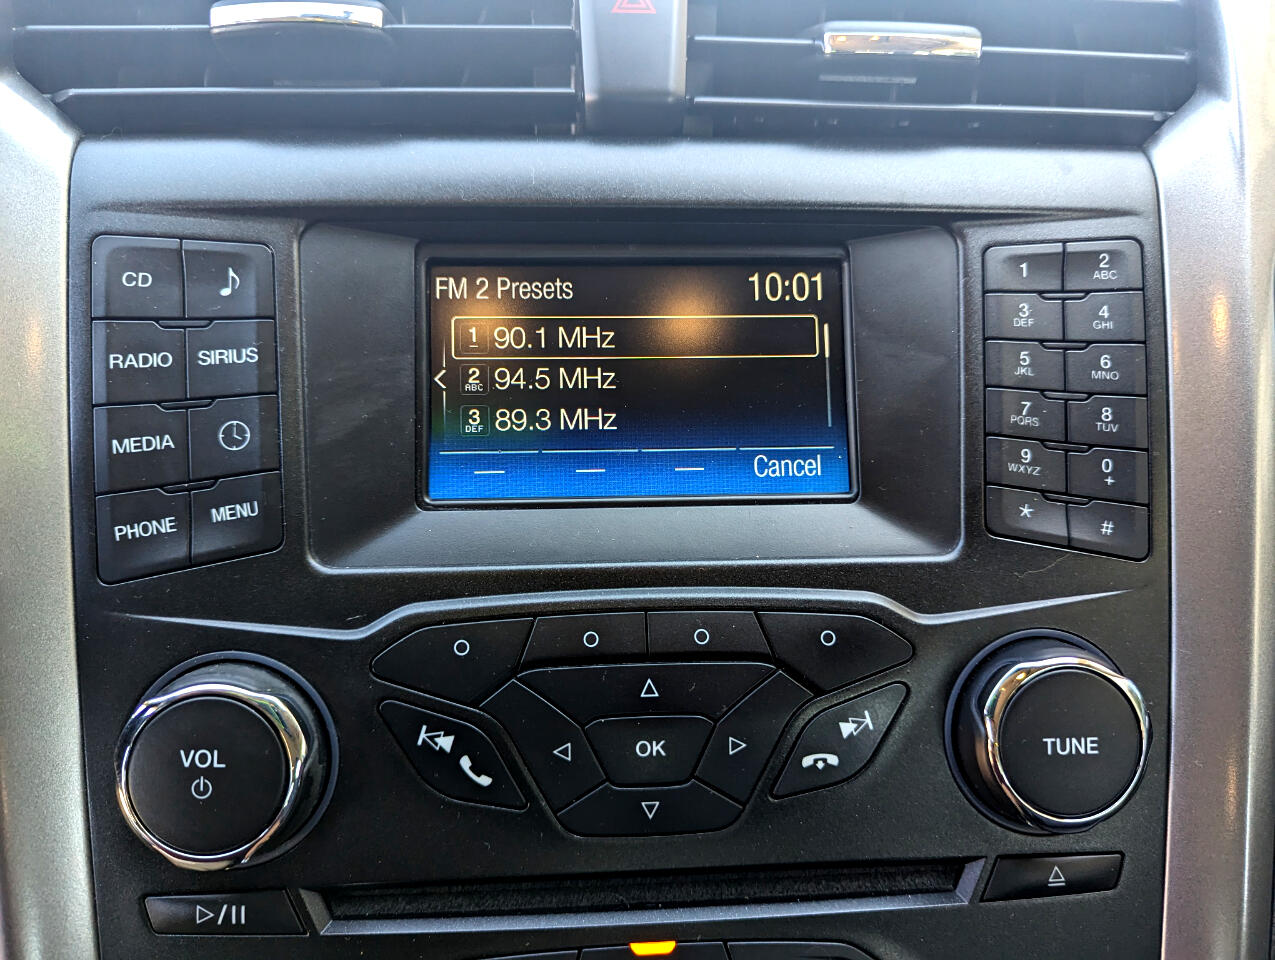 FM 2 Presets 10:01
1 90.1 MHz
2 ABC 94.5 MHz
3 DEF 89.3 MHz
Cancel
CD
RADIO SIRIUS
MEDIA
PHONE MENU
1 2 ABC
3 DEF 4 GHI
5 JKL 6 MNO
7 PQRS 8 TUV
9 WXYZ 0 +
* #
VOL
OK
TUNE